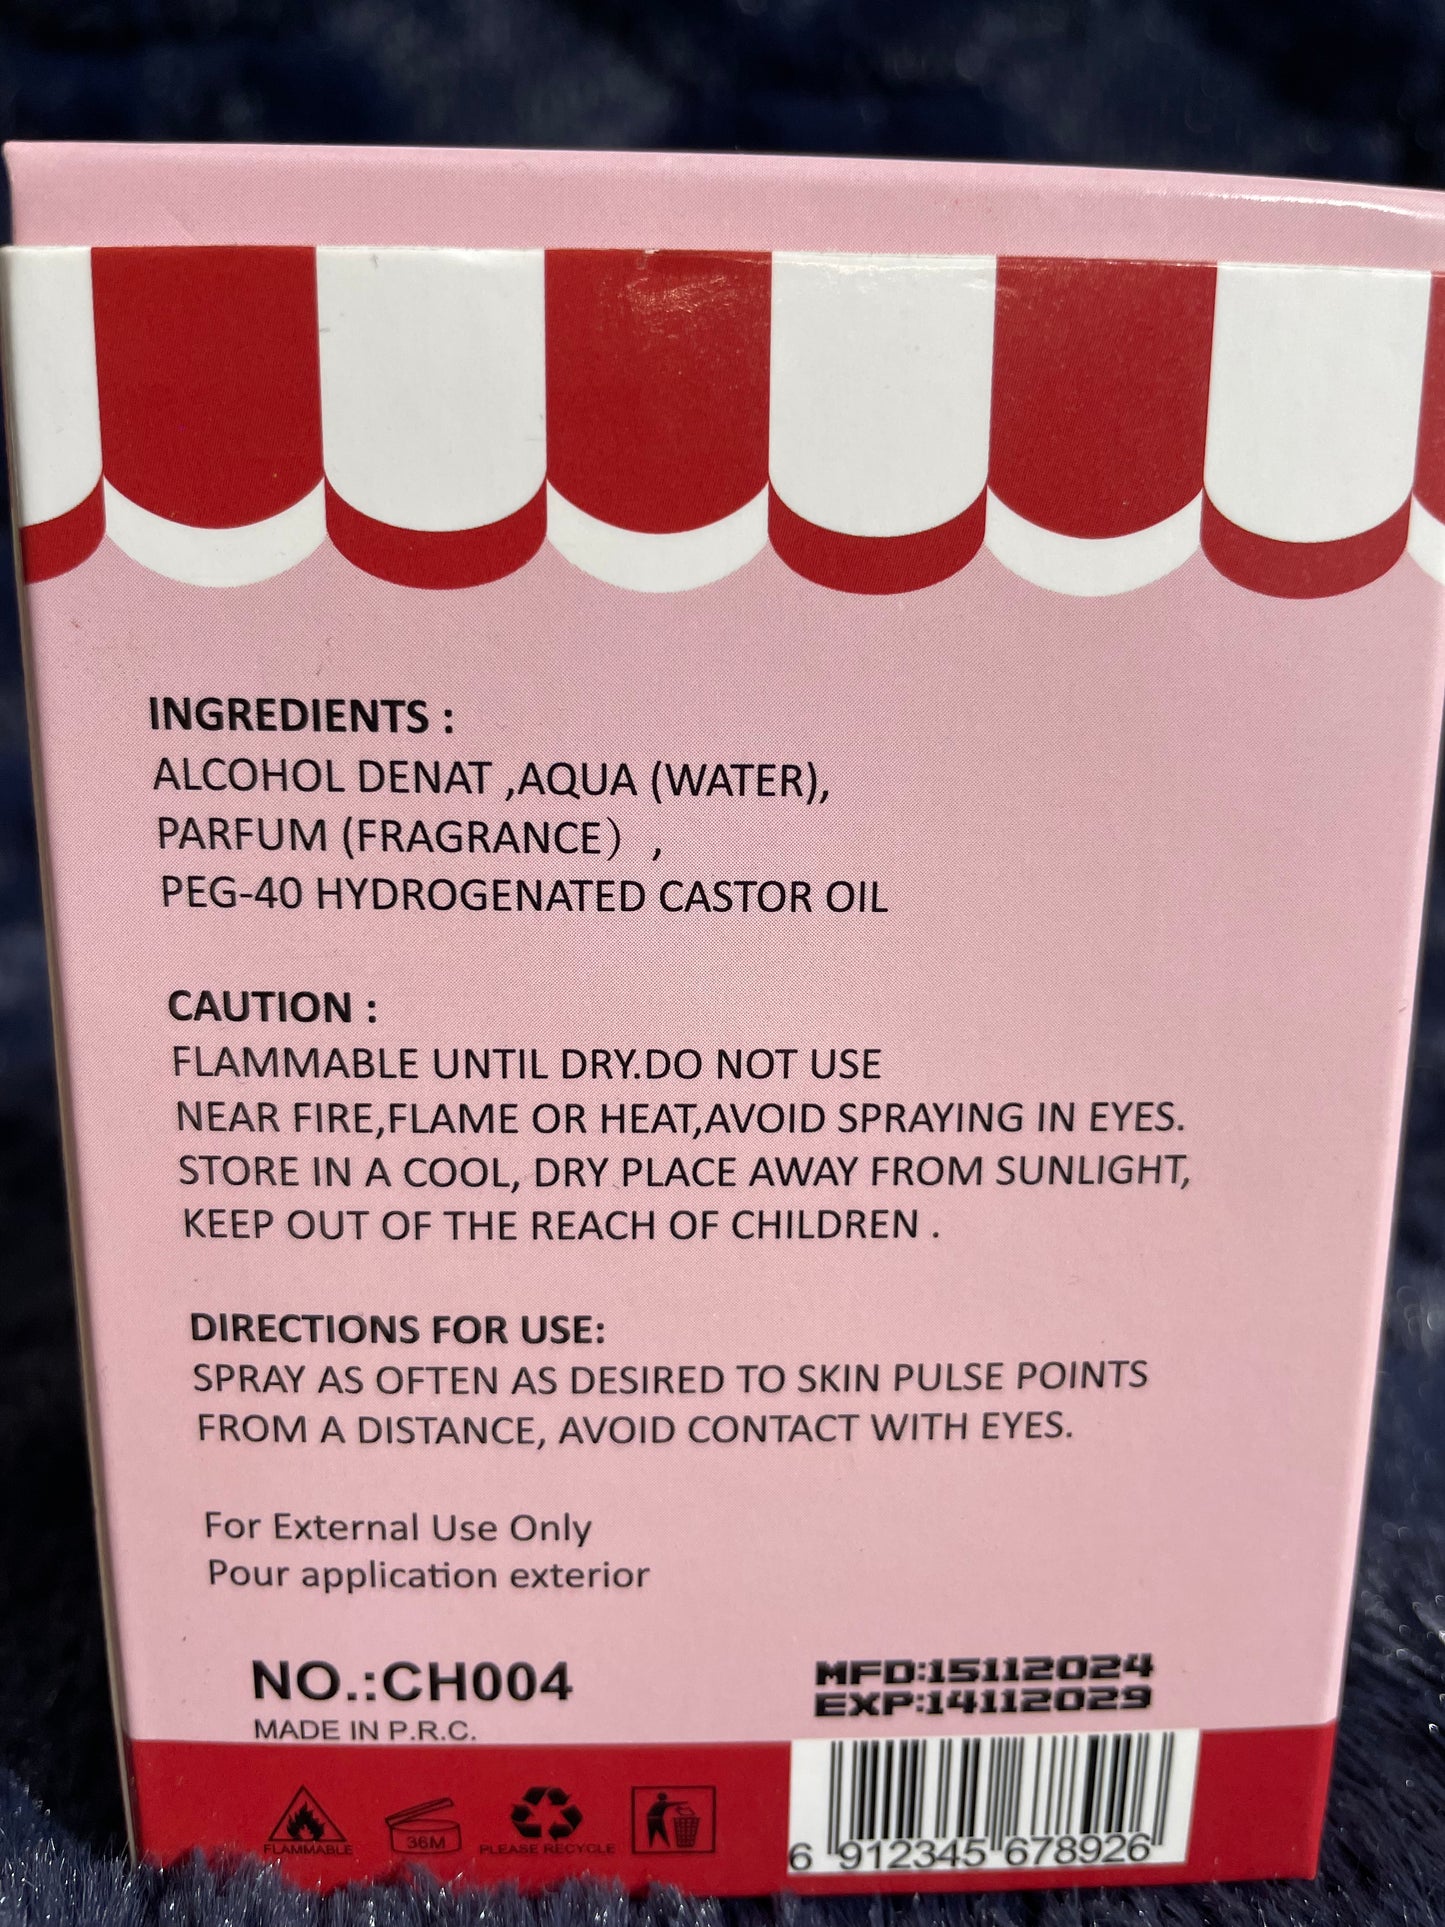 INGREDIENTS :
ALCOHOL DENAT ,AQUA (WATER),
PARFUM (FRAGRANCE） ,
PEG-40 HYDROGENATED CASTOR OIL
CAUTION :
FLAMMABLE UNTIL DRY.DO NOT USE
NEAR FIRE,FLAME OR HEAT,AVOID SPRAYING IN EYES.
STORE IN A COOL, DRY PLACE AWAY FROM SUNLIGHT,
KEEP OUT OF THE REACH OF CHILDREN .
DIRECTIONS FOR USE:
SPRAY AS OFTEN AS DESIRED TO SKIN PULSE POINTS
FROM A DISTANCE, AVOID CONTACT WITH EYES.
For External Use Only
Pour application exterior
NO.:CH004
MADE IN P.R.C.
MFD:15112024
EXP:14112029
FLAMMABLE
36M
PLEASE RECYCLE
6 912345 678926